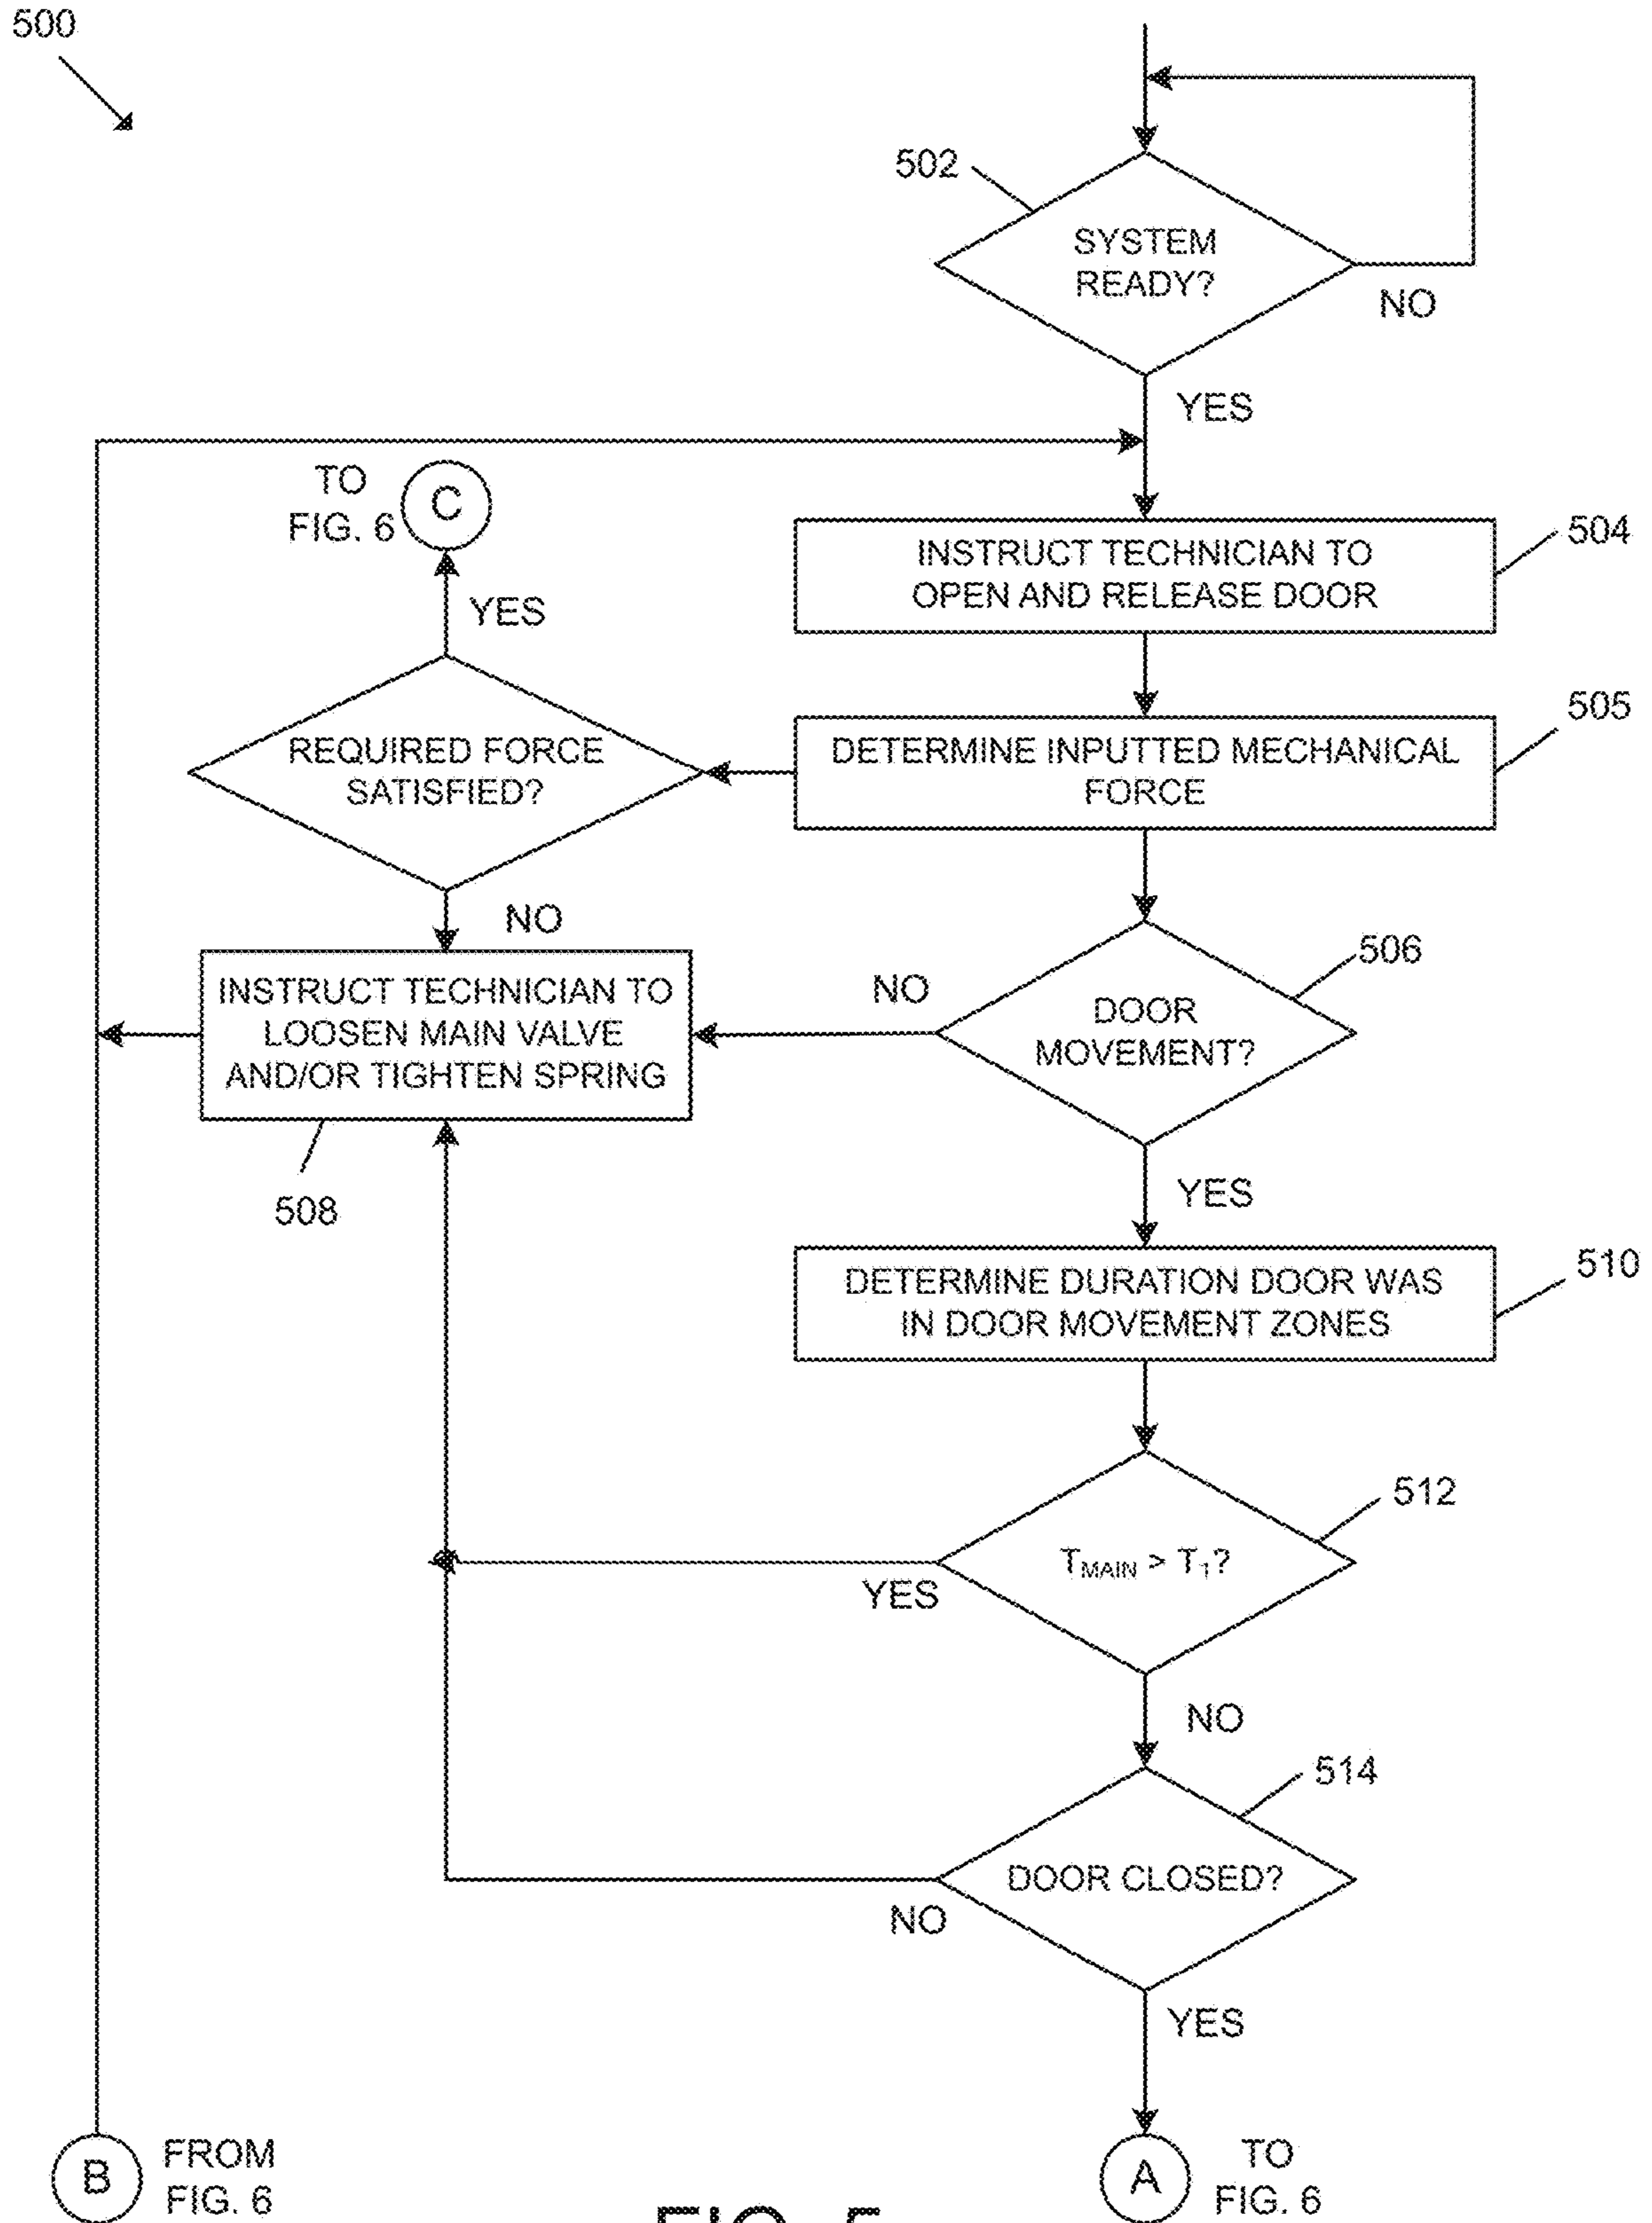 500
502
SYSTEM
READY?
NO
YES
TO
FIG. 6
C
YES
INSTRUCT TECHNICIAN TO
OPEN AND RELEASE DOOR
504
REQUIRED FORCE
SATISFIED?
DETERMINE INPUTTED MECHANICAL
FORCE
505
NO
INSTRUCT TECHNICIAN TO
LOOSEN MAIN VALVE
AND/OR TIGHTEN SPRING
508
NO
DOOR
MOVEMENT?
506
YES
DETERMINE DURATION DOOR WAS
IN DOOR MOVEMENT ZONES
510
TMAIN > T1?
512
YES
NO
DOOR CLOSED?
514
NO
YES
B
FROM
FIG. 6
A
TO
FIG. 6
FIG. 5